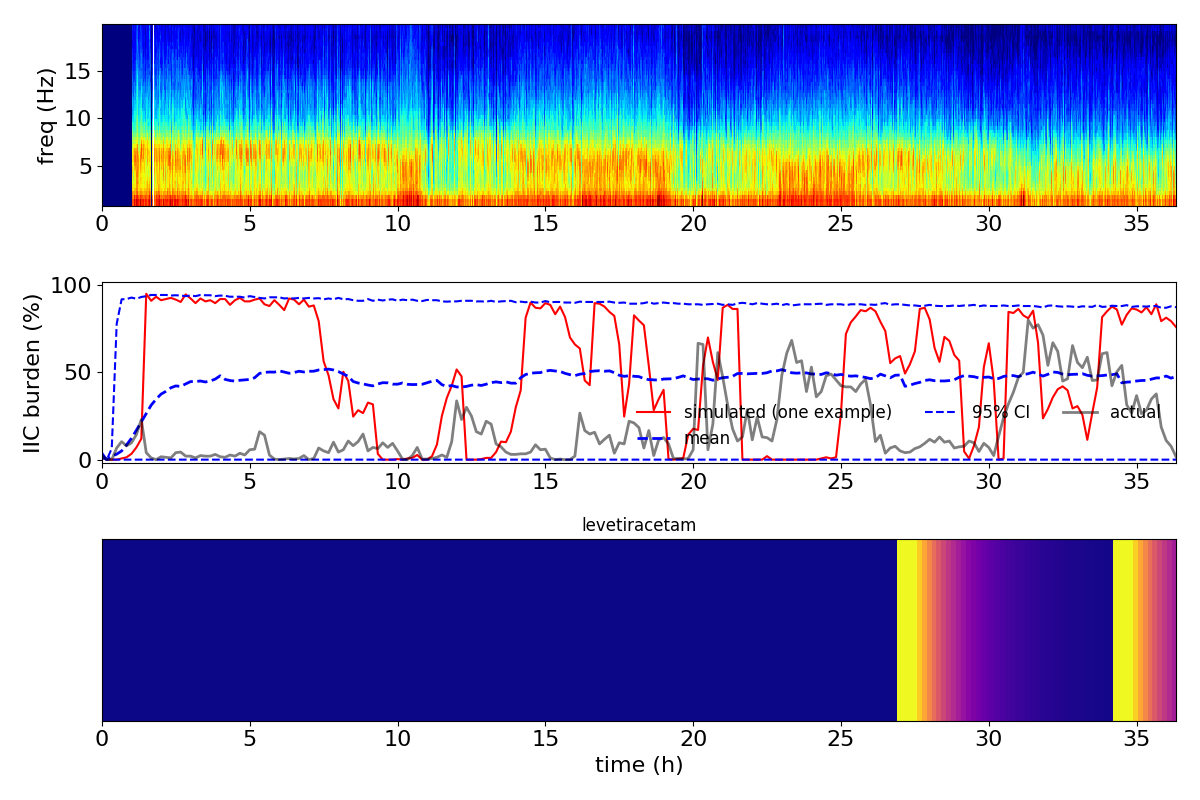 freq (Hz)
15
10
5
0 5 10 15 20 25 30 35
IIC burden (%)
100
50
0
simulated (one example) 95% CI actual
mean
0 5 10 15 20 25 30 35
levetiracetam
0 5 10 15 20 25 30 35
time (h)